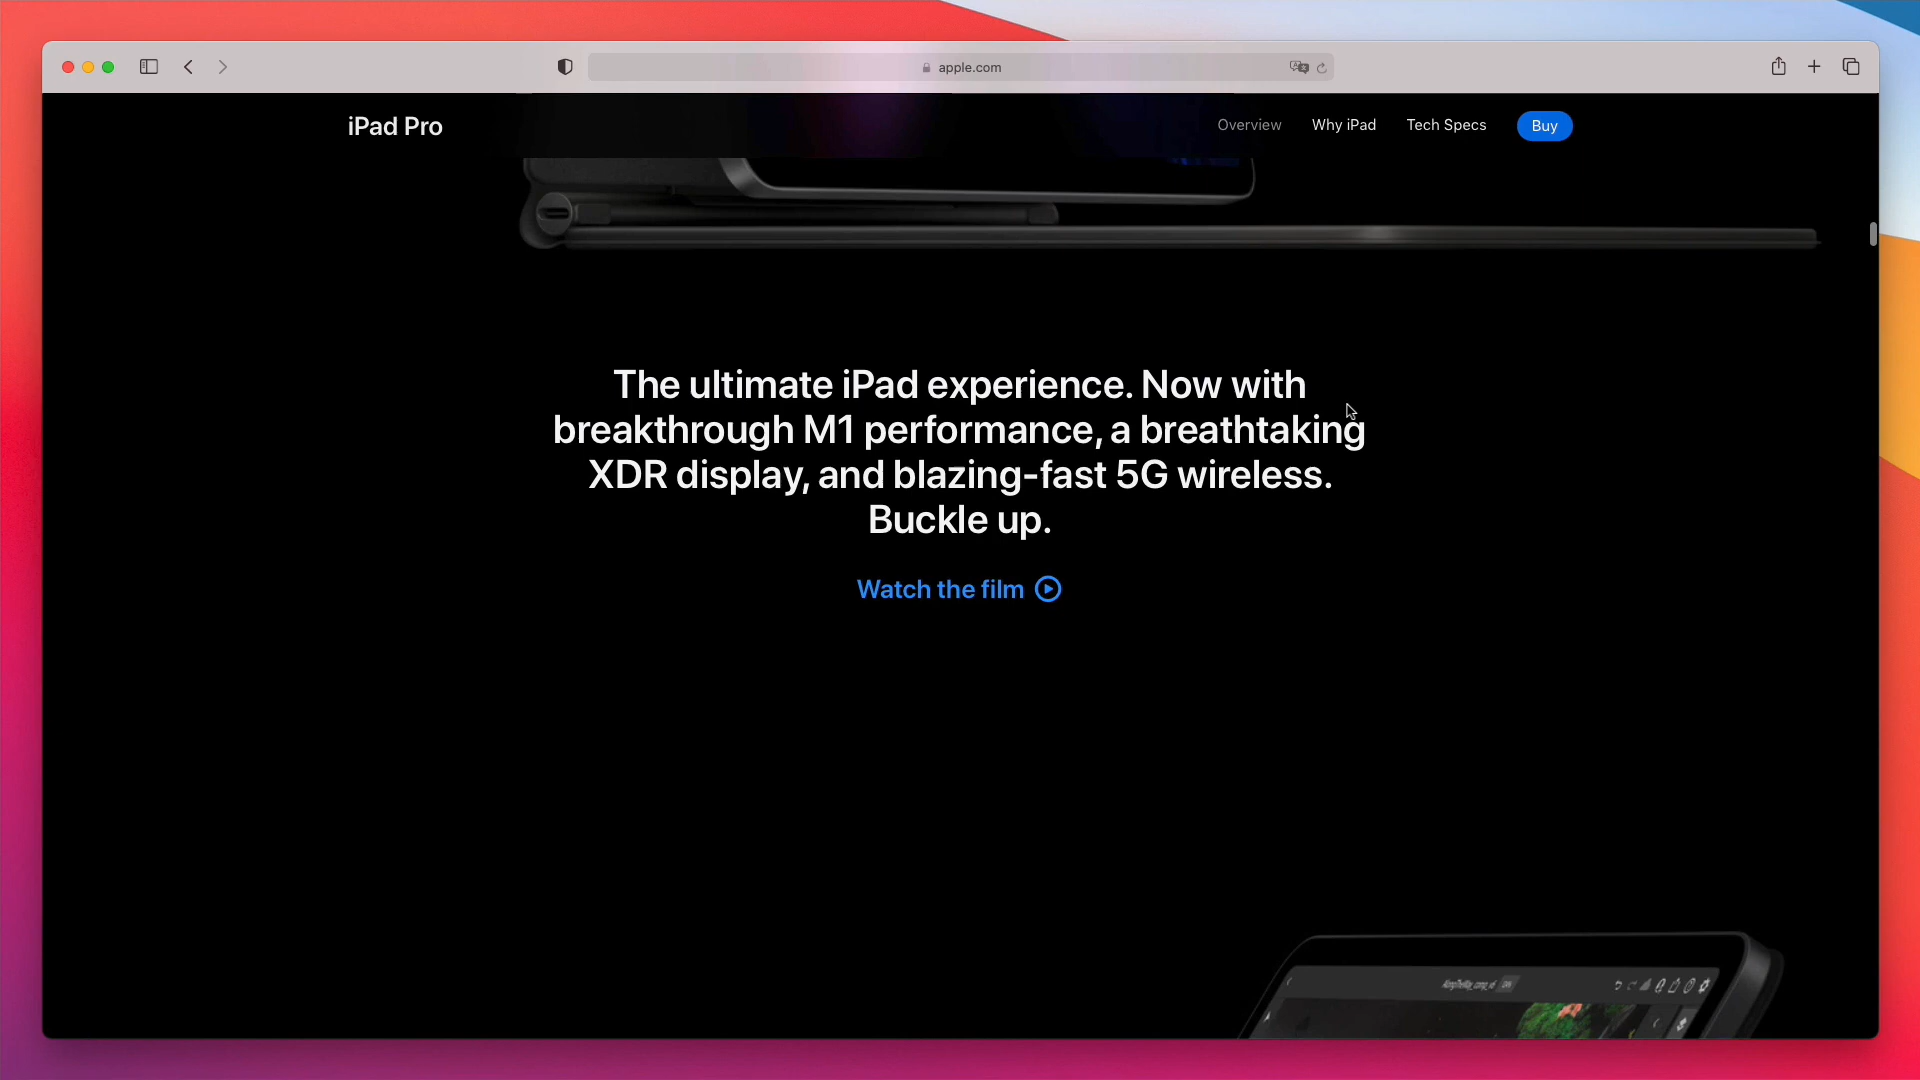 apple.com
iPad Pro
Overview
Why iPad
Tech Specs
Buy
The ultimate iPad experience. Now with
breakthrough M1 performance, a breathtaking
XDR display, and blazing-fast 5G wireless.
Buckle up.
Watch the film